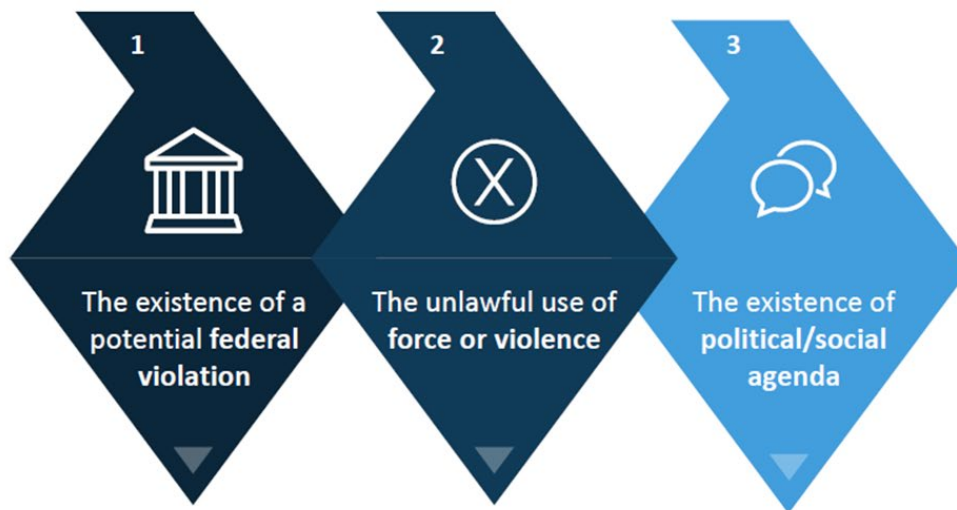 1
The existence of a
potential federal
violation
2
The unlawful use of
force or violence
3
The existence of
political/social
agenda